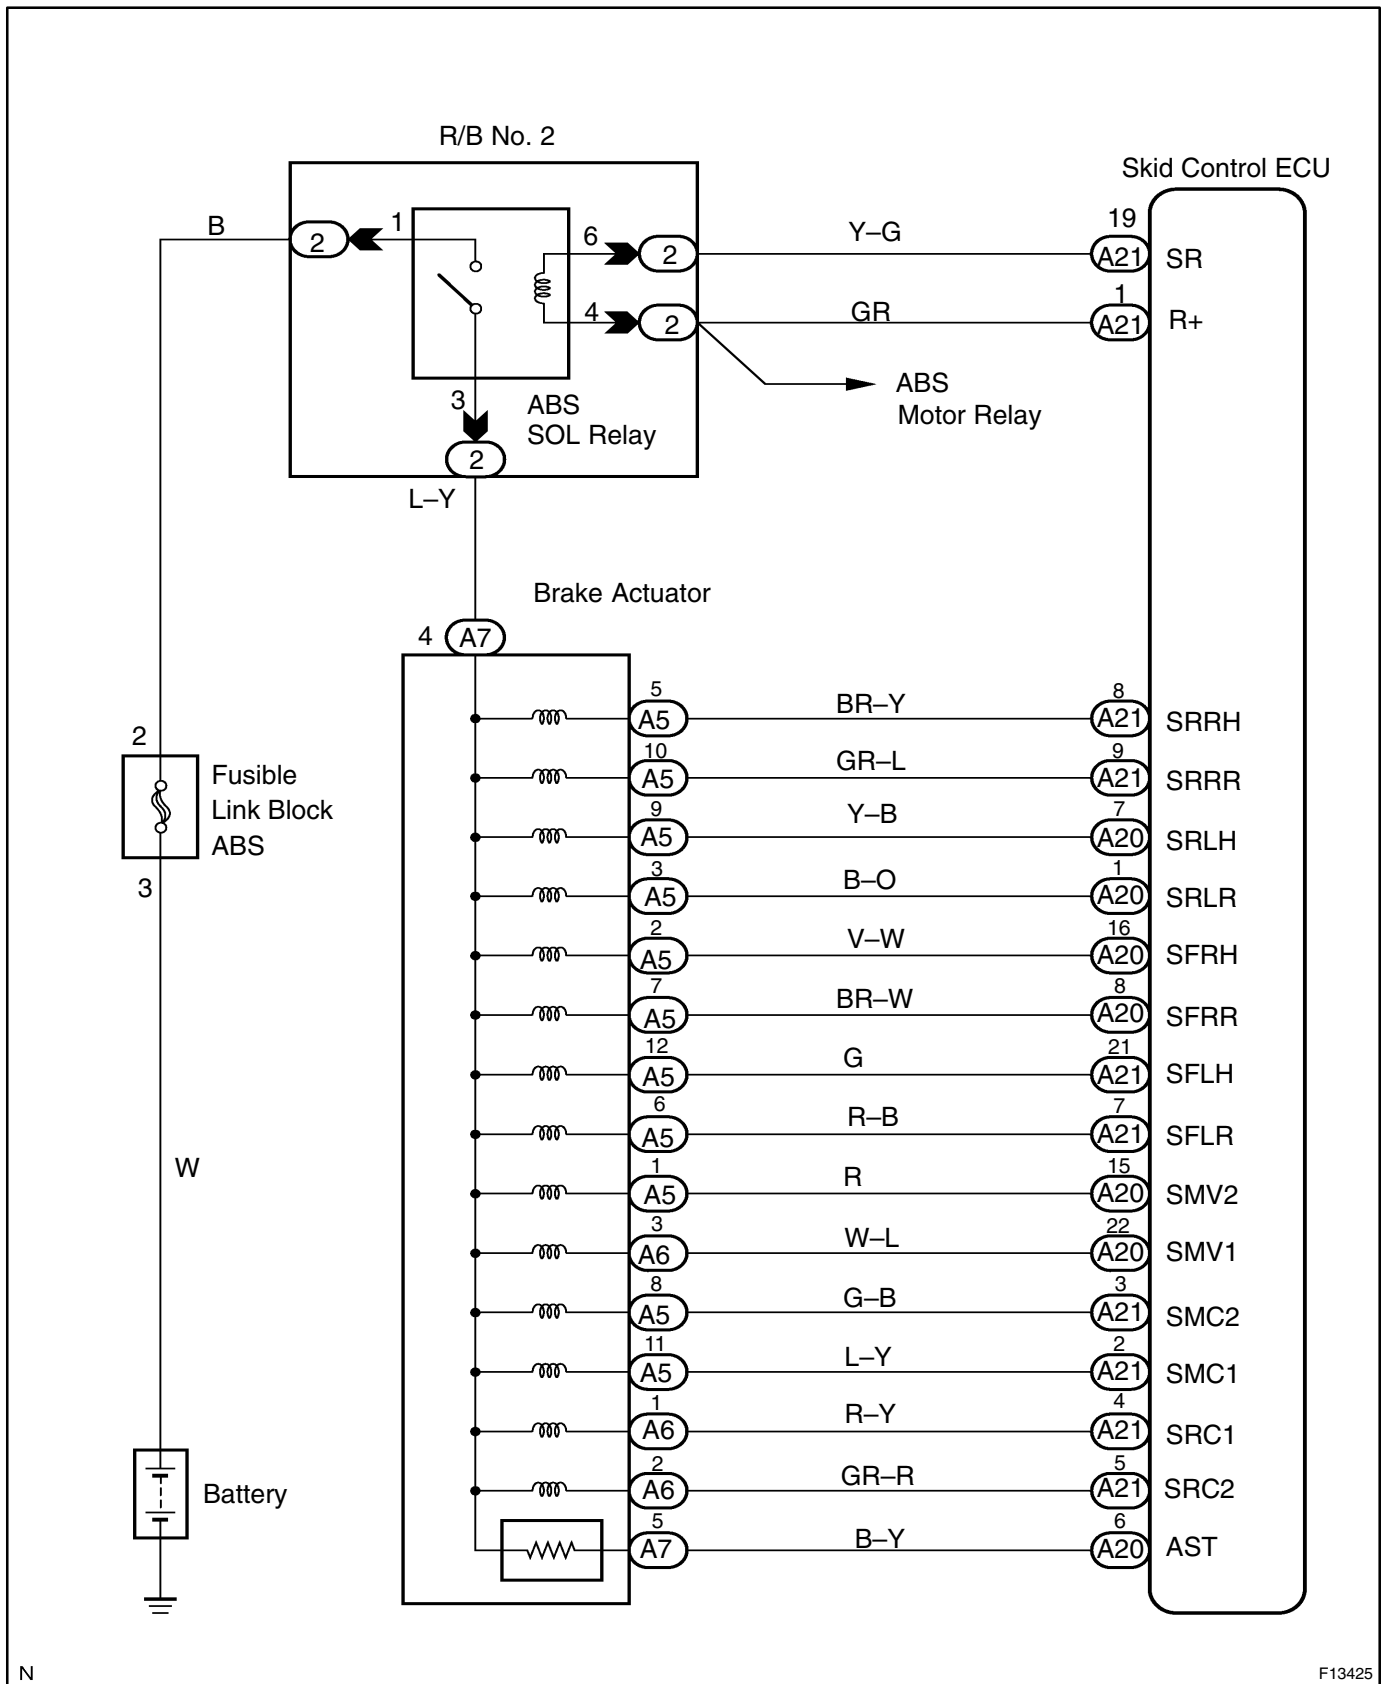 R/B No. 2
Skid Control ECU
B
2
1
6
2
Y–G
19
A21
SR
4
2
GR
1
A21
R+
ABS
Motor Relay
3
ABS
SOL Relay
2
L–Y
Brake Actuator
4
A7
5
A5
BR–Y
8
A21
SRRH
10
A5
GR–L
9
A21
SRRR
9
A5
Y–B
7
A20
SRLH
3
A5
B–O
1
A20
SRLR
2
A5
V–W
16
A20
SFRH
7
A5
BR–W
8
A20
SFRR
12
A5
G
21
A21
SFLH
6
A5
R–B
7
A21
SFLR
1
A5
R
15
A20
SMV2
3
A6
W–L
22
A20
SMV1
8
A5
G–B
3
A21
SMC2
11
A5
L–Y
2
A21
SMC1
1
A6
R–Y
4
A21
SRC1
2
A6
GR–R
5
A21
SRC2
5
A7
B–Y
6
A20
AST
2
Fusible
Link Block
ABS
3
W
Battery
N
F13425